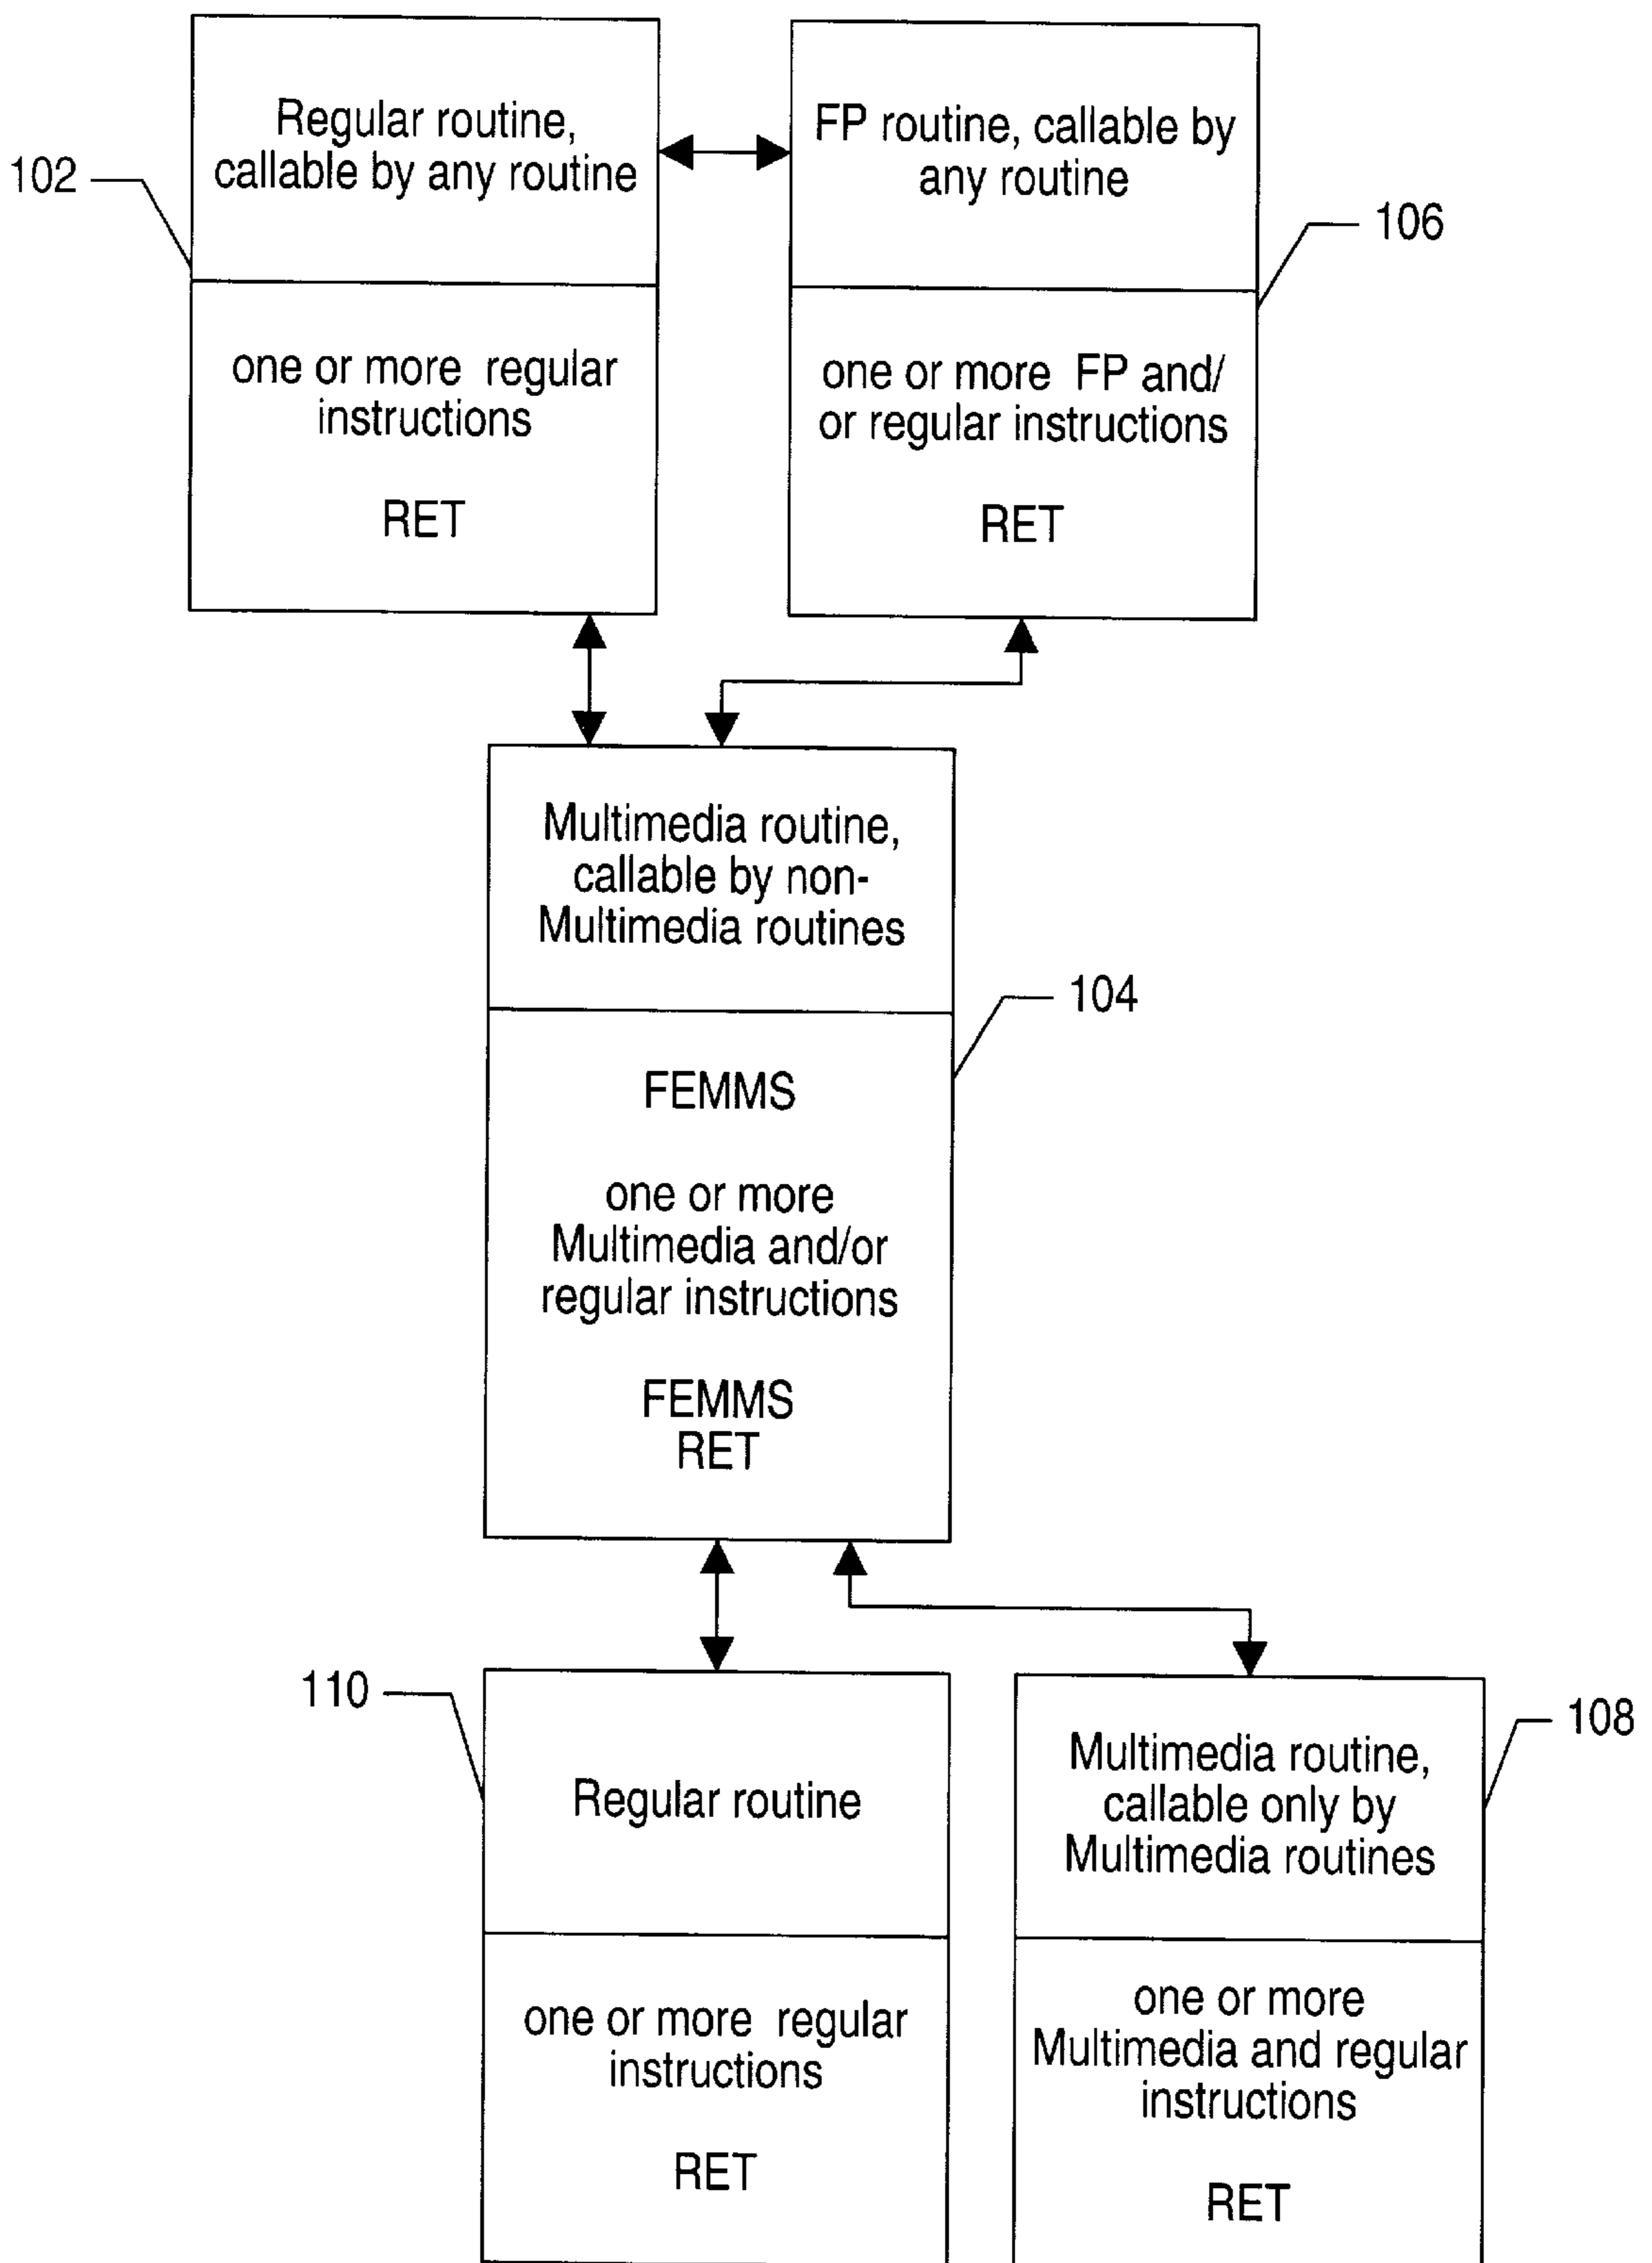 Regular routine,
callable by any routine
102
one or more regular
instructions
RET
FP routine, callable by
any routine
106
one or more FP and/
or regular instructions
RET
Multimedia routine,
callable by non-
Multimedia routines
104
FEMMS
one or more
Multimedia and/or
regular instructions
FEMMS
RET
110
Regular routine
one or more regular
instructions
RET
Multimedia routine,
callable only by
Multimedia routines
108
one or more
Multimedia and regular
instructions
RET